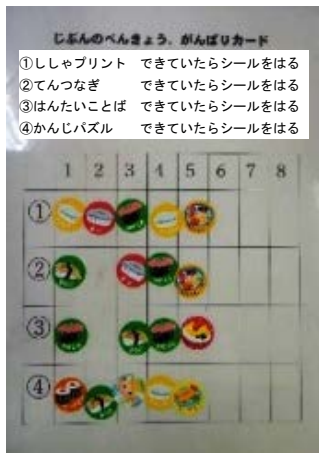 じぶんのべんきょう、がんばりカード
①ししゃプリント　できていたらシールをはる
②てんつなぎ　できていたらシールをはる
③はんたいことば　できていたらシールをはる
④かんじパズル　できていたらシールをはる
1 2 3 4 5 6 7 8
①
②
③
④